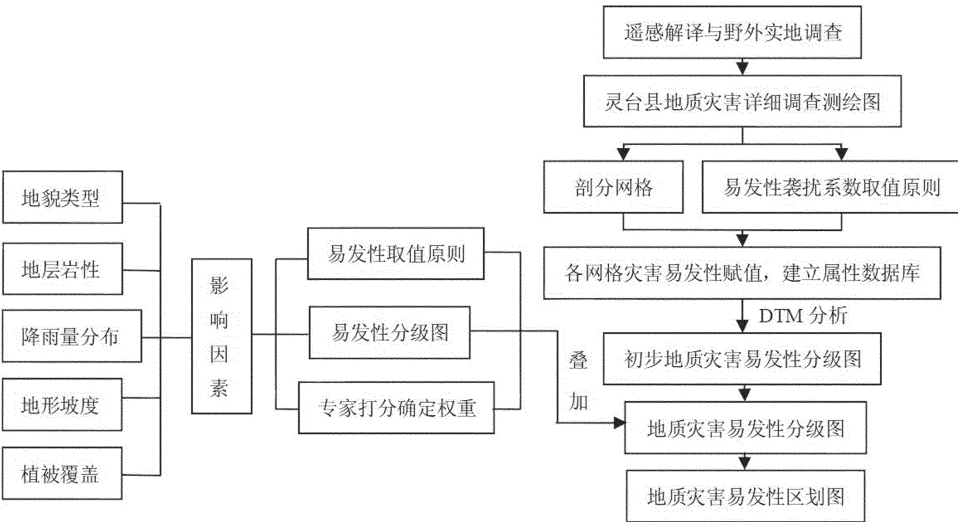 遥感解译与野外实地调查
灵台县地质灾害详细调查测绘图
剖分网格
易发性袭扰系数取值原则
各网格灾害易发性赋值，建立属性数据库
DTM 分析
初步地质灾害易发性分级图
地质灾害易发性分级图
地质灾害易发性区划图
地貌类型
地层岩性
降雨量分布
地形坡度
植被覆盖
影响因素
易发性取值原则
易发性分级图
专家打分确定权重
叠加